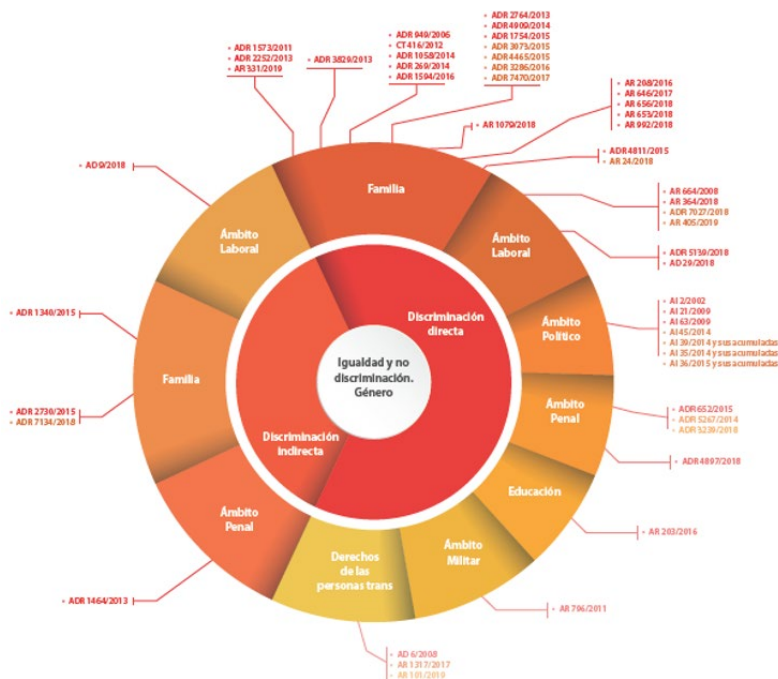 • ADR 1573/2011
• ADR 2252/2013
• AR 331/2019
• ADR 3829/2013
• ADR 949/2006
• CT 416/2012
• ADR 1058/2014
• ADR 269/2014
• ADR 1594/2016
• ADR 2764/2013
• ADR 4909/2014
• ADR 1754/2015
• ADR 3073/2015
• ADR 4465/2015
• ADR 3286/2016
• ADR 7470/2017
• AR 1079/2018
• AR 208/2016
• AR 646/2017
• AR 656/2018
• AR 653/2018
• AR 992/2018
• ADR 4811/2015
• AR 24/2018
• AR 664/2008
• AR 364/2018
• ADR 7027/2018
• AR 405/2019
• ADR 5139/2018
• AD 29/2018
• AI 2/2002
• AI 21/2009
• AI 63/2009
• AI 45/2014
• AI 39/2014 y sus acumuladas
• AI 35/2014 y sus acumuladas
• AI 36/2015 y sus acumuladas
• ADR 652/2015
• ADR 5267/2014
• ADR 5239/2018
• ADR 4897/2018
• AR 203/2016
• AR 796/2011
• AD 6/2008
• AR 1317/2017
• AR 101/2019
• ADR 1464/2013
• ADR 2730/2015
• ADR 7134/2018
• ADR 1340/2015
• AD 9/2018
Familia
Ámbito
Laboral
Ámbito
Político
Ámbito
Penal
Educación
Ámbito
Militar
Derechos
de las
personas trans
Ámbito
Penal
Familia
Ámbito
Laboral
Discriminación
directa
Igualdad y no
discriminación.
Género
Discriminación
indirecta